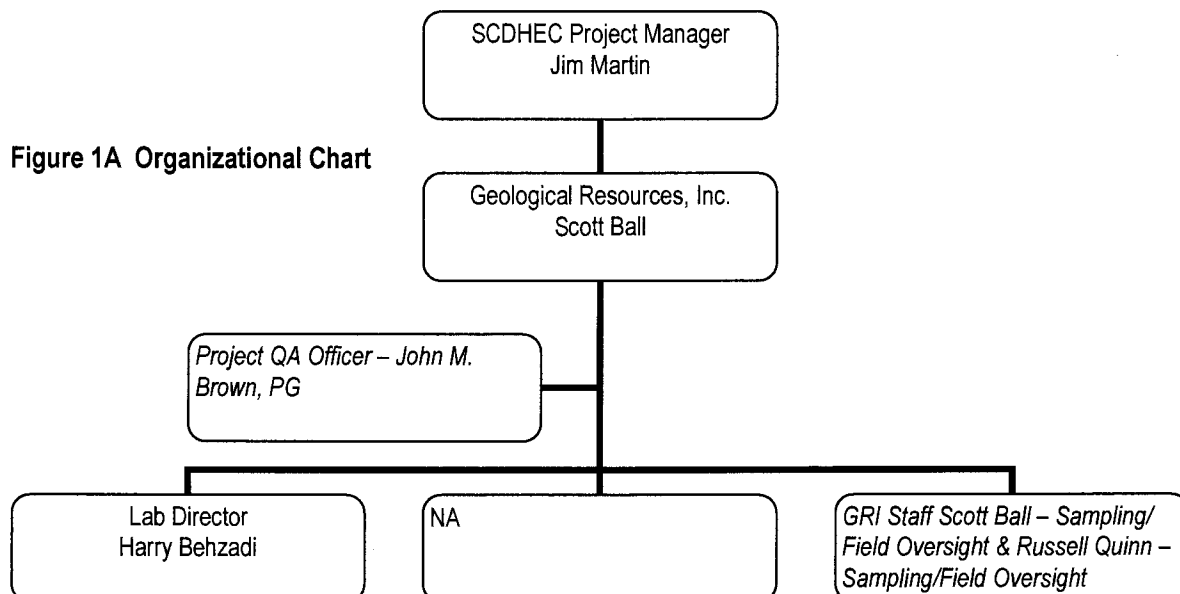 SCDHEC Project Manager
Jim Martin
Figure 1A Organizational Chart
Geological Resources, Inc.
Scott Ball
Project QA Officer – John M.
Brown, PG
Lab Director
Harry Behzadi
NA
GRI Staff Scott Ball – Sampling/
Field Oversight & Russell Quinn –
Sampling/Field Oversight